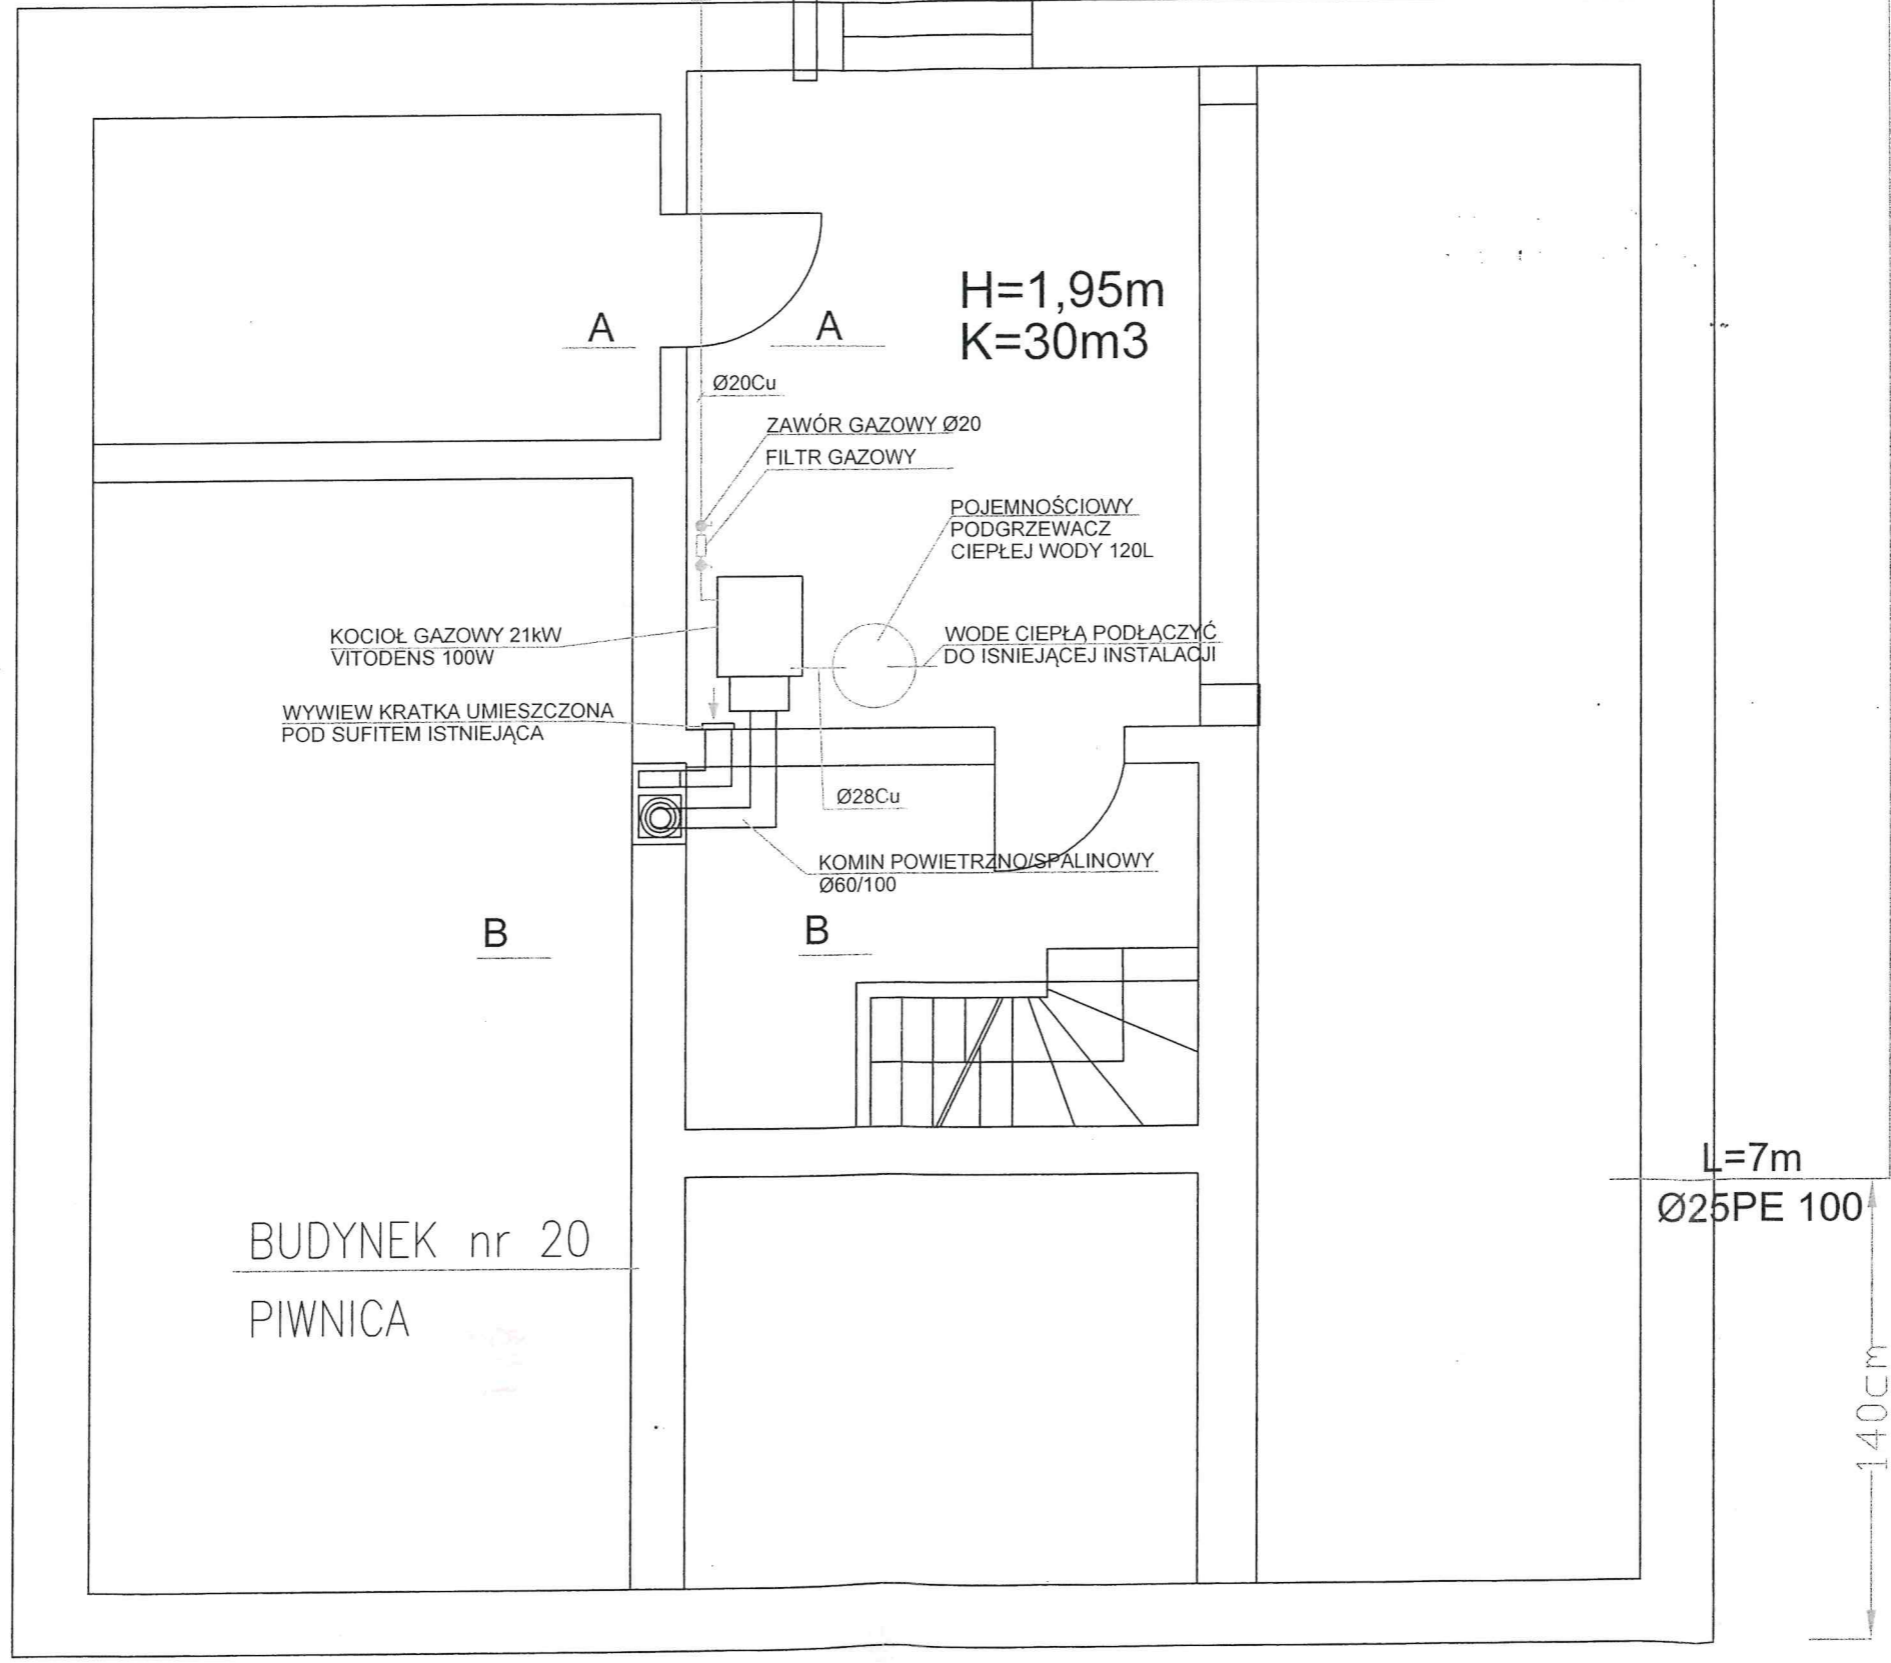 H=1,95m
K=30m3
A
A
Ø20Cu
ZAWÓR GAZOWY Ø20
FILTR GAZOWY
POJEMNOŚCIOWY
PODGRZEWACZ
CIEPŁEJ WODY 120L
KOCIOŁ GAZOWY 21kW
VITODENS 100W
WODE CIEPŁĄ PODŁĄCZYĆ
DO ISNIEJĄCEJ INSTALACJI
WYWIEW KRATKA UMIESZCZONA
POD SUFITEM ISTNIEJĄCA
Ø28Cu
KOMIN POWIETRZNO/SPALINOWY
Ø60/100
B
B
L=7m
Ø25PE 100
BUDYNEK nr 20
PIWNICA
140cm